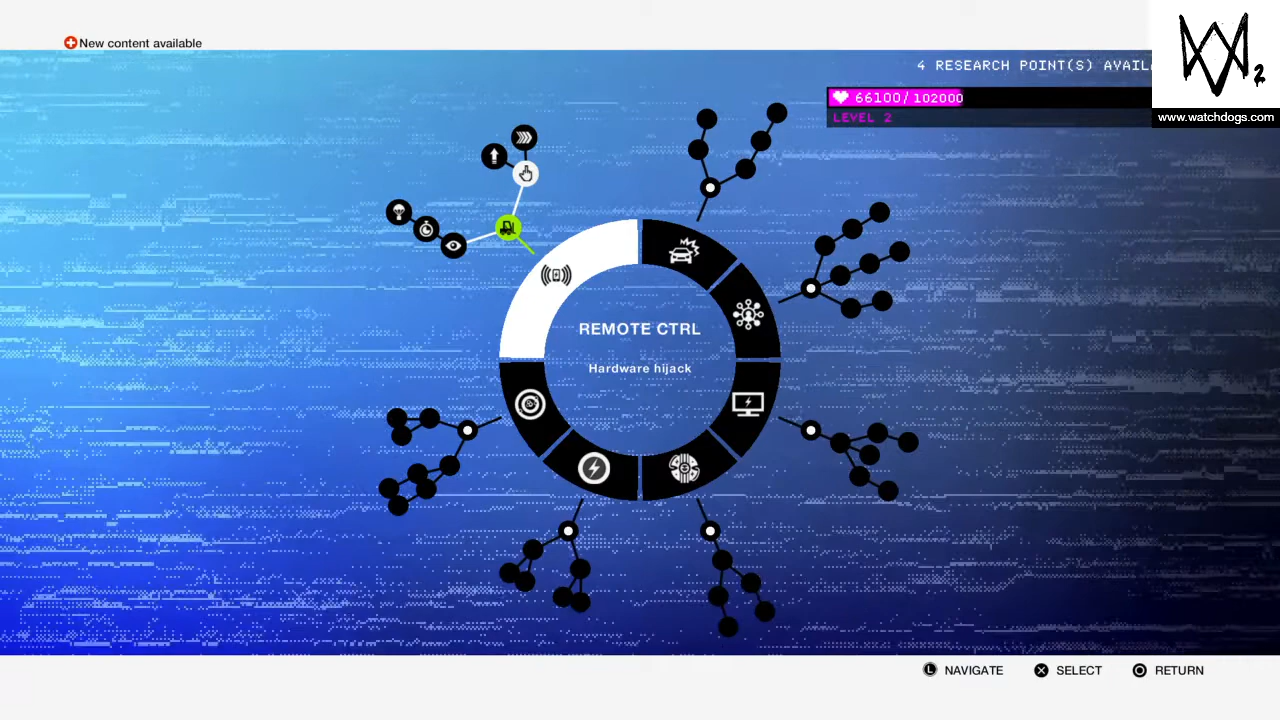 New content available
4 RESEARCH POINT(S) AVAIL
66100/102000
LEVEL 2
2
www.watchdogs.com
REMOTE CTRL
Hardware hijack
L NAVIGATE
SELECT
RETURN